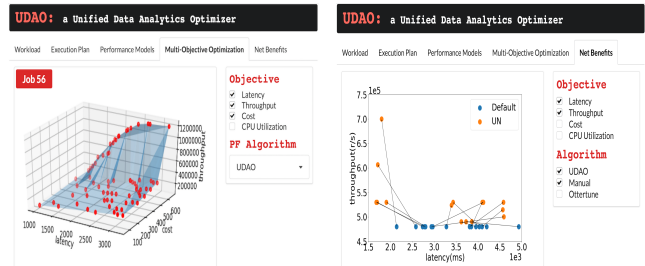 UDAO: a Unified Data Analytics Optimizer
Workload Execution Plan Performance Models Multi-Objective Optimization Net Benefits
Job 56
1200000
1000000
8000000
6000000
400000
200000
throughput
1000 1500 2000 2500 3000
latency
100 200 300 400 500 600
cost
Objective
Latency
Throughput
Cost
CPU Utilization
PF Algorithm
UDAO
UDAO: a Unified Data Analytics Optimizer
Workload Execution Plan Performance Models Multi-Objective Optimization Net Benefits
7.5 1e5
7.0
6.5
6.0
5.5
5.0
4.5
throughput(r/s)
Default
UN
1.5 2.0 2.5 3.0 3.5 4.0 4.5 5.0
latency(ms) 1e3
Objective
Latency
Throughput
Cost
CPU Utilization
Algorithm
UDAO
Manual
Ottertune